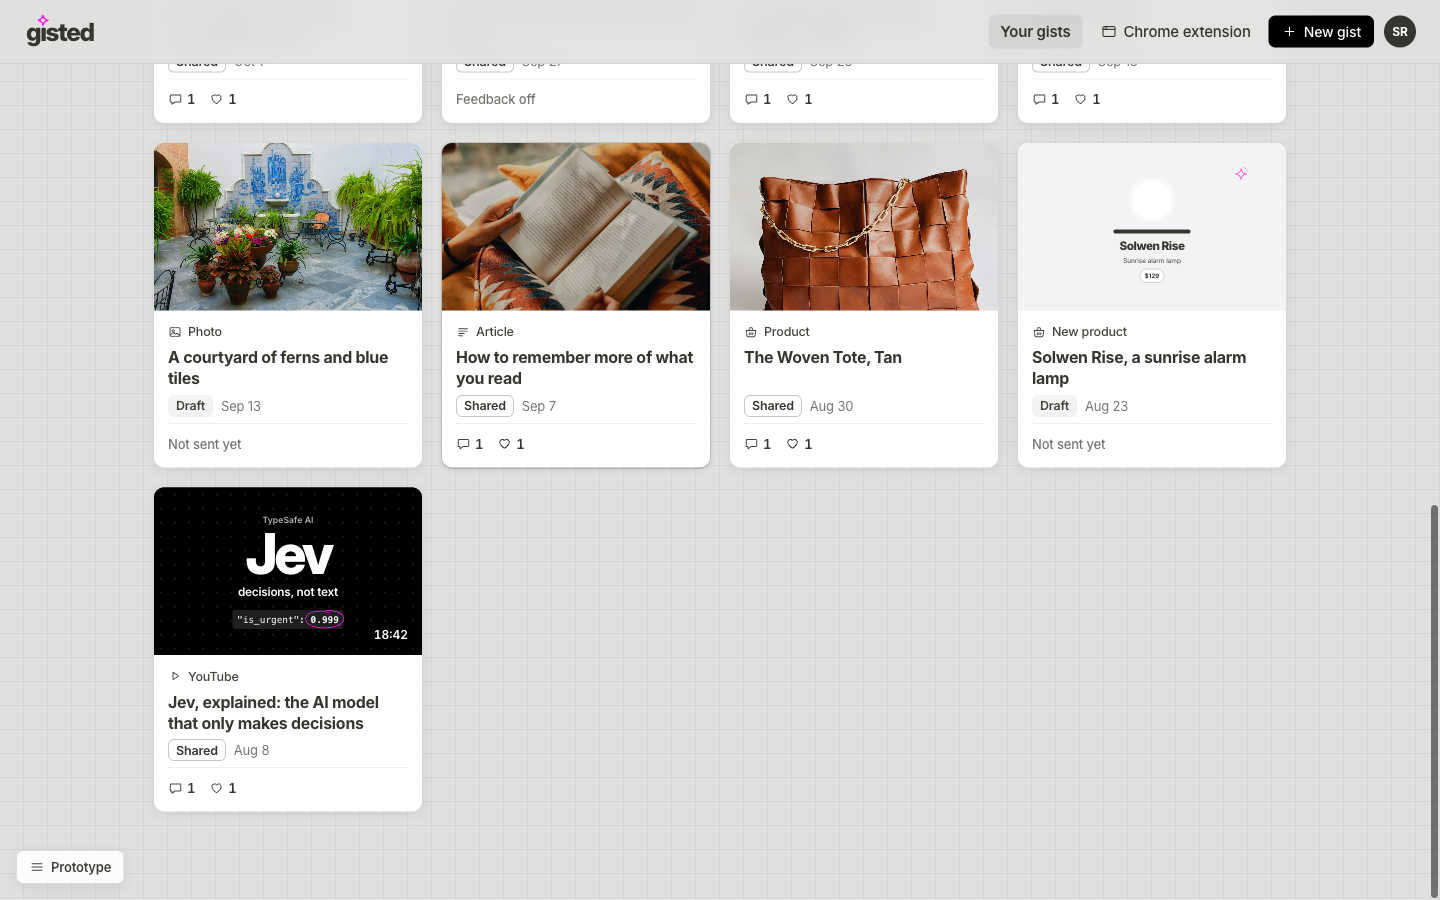 gisted
Your gists
Chrome extension
New gist
SR
1 1
Feedback off
1 1
1 1
Photo
A courtyard of ferns and blue
tiles
Draft Sep 13
Not sent yet
Article
How to remember more of what
you read
Shared Sep 7
1 1
Product
The Woven Tote, Tan
Shared Aug 30
1 1
Solwen Rise
Sunrise alarm lamp
$129
New product
Solwen Rise, a sunrise alarm
lamp
Draft Aug 23
Not sent yet
TypeSafe AI
Jev
decisions, not text
"is_urgent": 0.999
18:42
YouTube
Jev, explained: the AI model
that only makes decisions
Shared Aug 8
1 1
Prototype